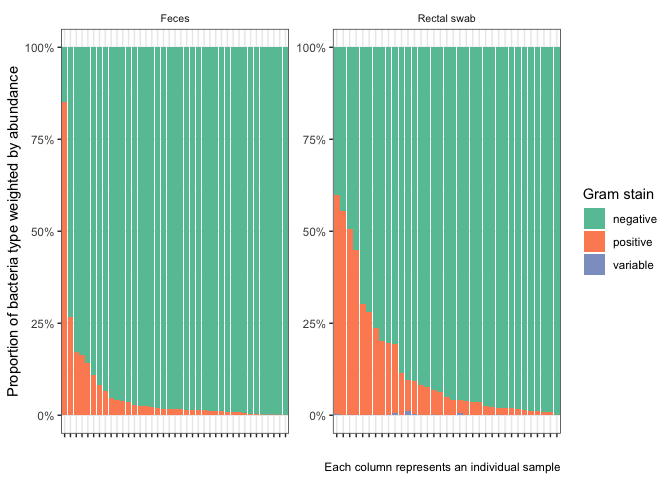 Feces
Rectal swab
Proportion of bacteria type weighted by abundance
100%
75%
50%
25%
0%
100%
75%
50%
25%
0%
Gram stain
negative
positive
variable
Each column represents an individual sample